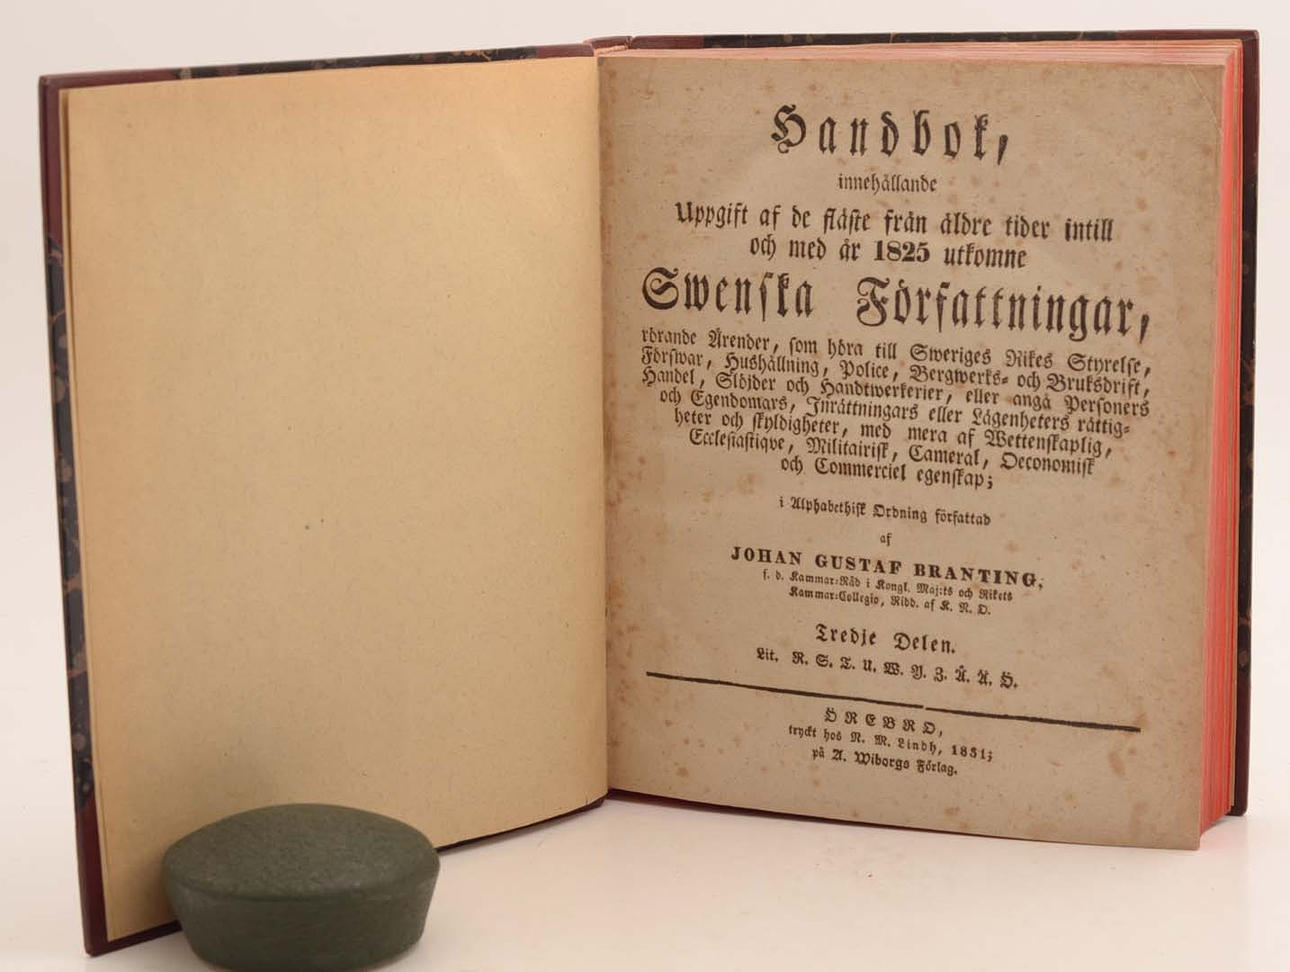 Handbok,
innehållande
Uppgift af de fläste från äldre tider intill
och med år 1825 utkomne
Swenska Författningar,
rörande Ärender, som höra till Sweriges Rikes Styrelse,
Förswar, Hushållning, Police, Bergwerks- och Bruksdrift,
Handel, Slöjder och Handtwerkerier, eller angå Personers
och Egendomars, Inrättningars eller Lägenheters rättig-
heter och skyldigheter, med mera af Wettenskaplig,
Ecclesiastiqve, Militairisk, Cameral, Oeconomisk
och Commerciel egenskap;
i Alphabethisk Ordning författad
af
JOHAN GUSTAF BRANTING,
f. d. Kammar-Råd i Kongl. Maj:ts och Rikets
Kammar-Collegio, Ridd. af K. N. O.
Tredje Delen.
Lit. R. S. T. U. W. Y. Z. Å. Ä. Ö.
ÖREBRO,
tryckt hos N. M. Lindh, 1831;
på A. Wiborgs Förlag.